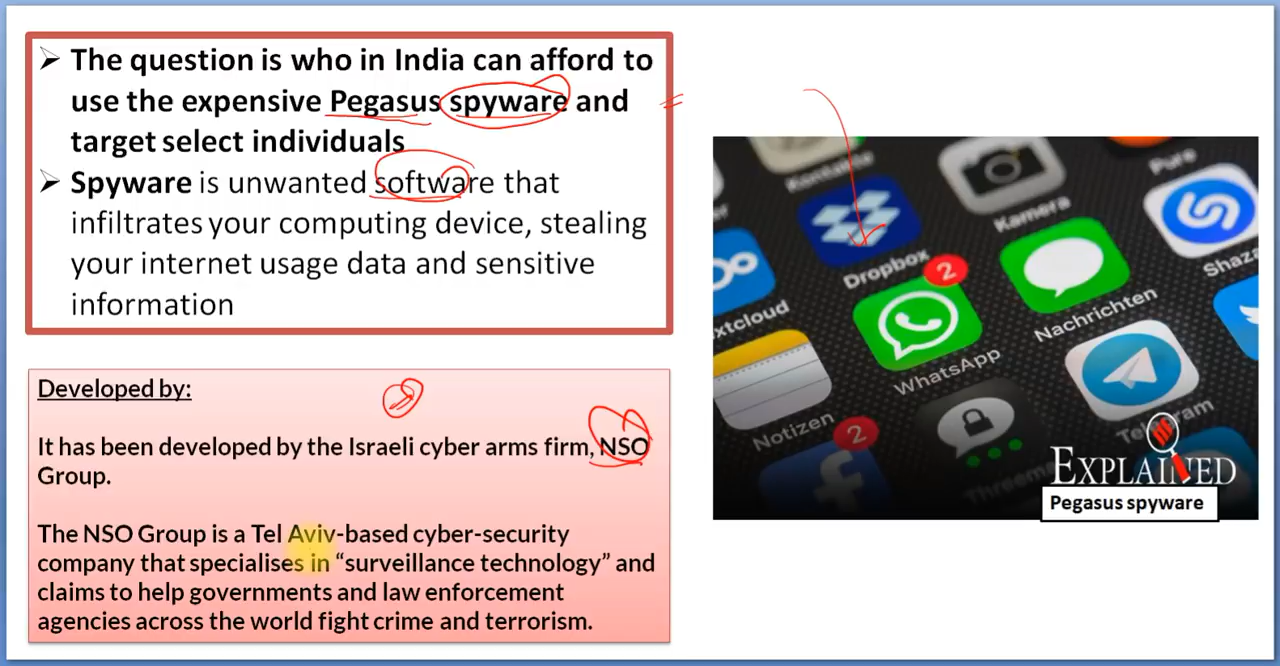 The question is who in India can afford to
use the expensive Pegasus spyware and
target select individuals
Spyware is unwanted software that
infiltrates your computing device, stealing
your internet usage data and sensitive
information
Developed by:
It has been developed by the Israeli cyber arms firm, NSO
Group.
The NSO Group is a Tel Aviv-based cyber-security
company that specialises in “surveillance technology” and
claims to help governments and law enforcement
agencies across the world fight crime and terrorism.
Kontakte
Kamera
Pure
Dropbox
2
Shaza
xtcloud
WhatsApp
Nachrichten
Notizen
2
Threema
Telegram
EXPLAINED
Pegasus spyware